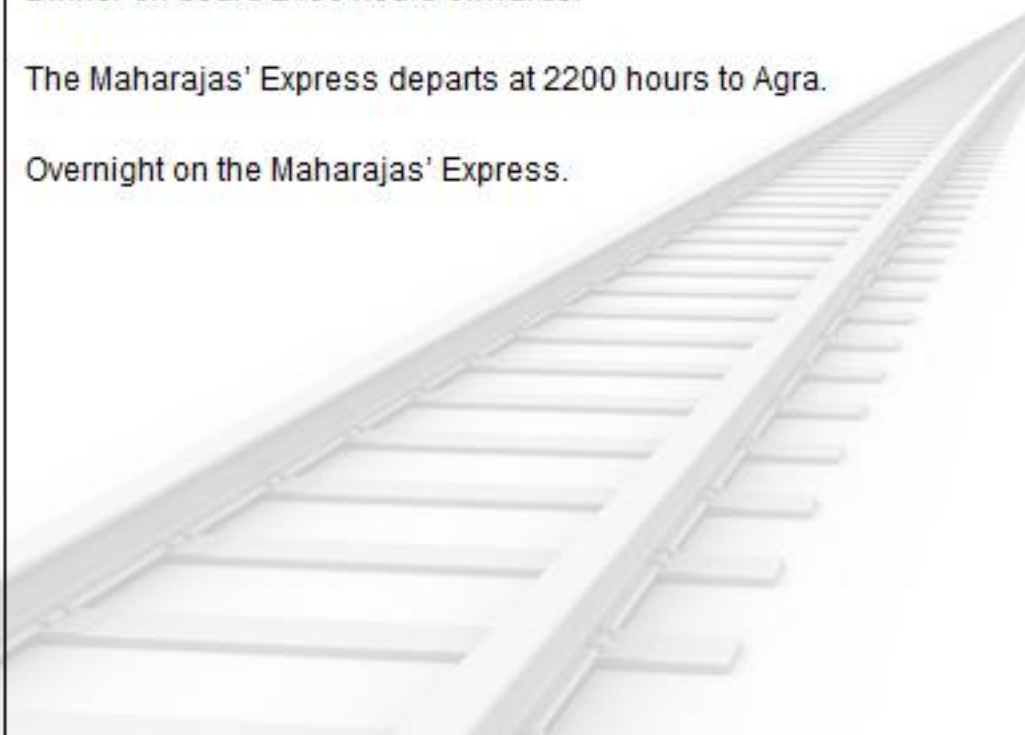 The Maharajas' Express departs at 2200 hours to Agra.
Overnight on the Maharajas' Express.